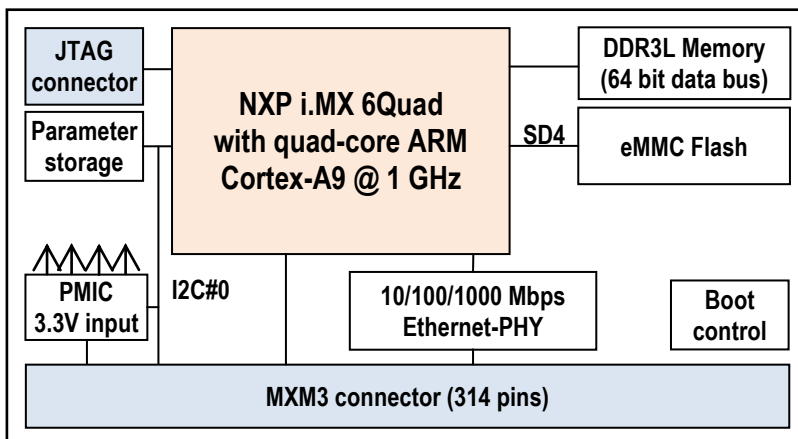 JTAG
connector
Parameter
storage
NXP i.MX 6Quad
with quad-core ARM
Cortex-A9 @ 1 GHz
DDR3L Memory
(64 bit data bus)
SD4
eMMC Flash
PMIC
3.3V input
I2C#0
10/100/1000 Mbps
Ethernet-PHY
Boot
control
MXM3 connector (314 pins)